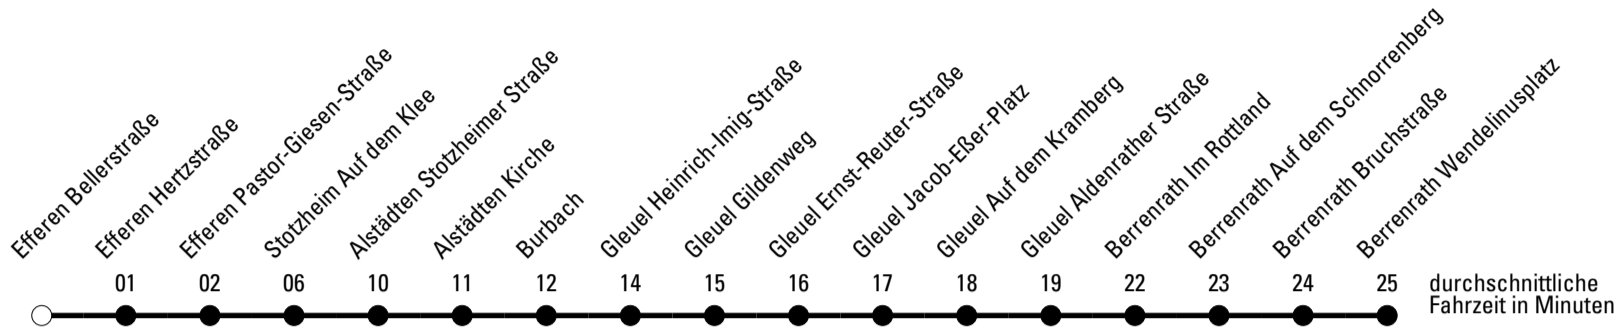 Efferen Bellerstraße
Efferen Hertzstraße
Efferen Pastor-Giesen-Straße
Stotzheim Auf dem Klee
Alstädten Stotzheimer Straße
Alstädten Kirche
Burbach
Gleuel Heinrich-Imig-Straße
Gleuel Gildenweg
Gleuel Ernst-Reuter-Straße
Gleuel Jacob-Eßer-Platz
Gleuel Auf dem Kramberg
Gleuel Aldenrather Straße
Berrenrath Im Rottland
Berrenrath Auf dem Schnorrenberg
Berrenrath Bruchstraße
Berrenrath Wendelinusplatz
01 02 06 10 11 12 14 15 16 17 18 19 22 23 24 25
durchschnittliche
Fahrzeit in Minuten